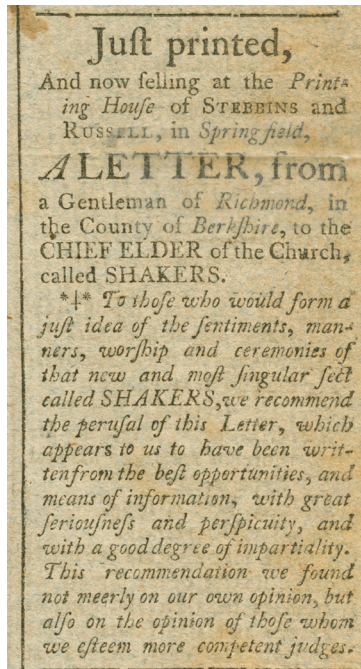 Juſt printed,
And now ſelling at the Print-
ing Houſe of STEBBINS and
RUSSELL, in Springfield,
A LETTER, from
a Gentleman of Richmond, in
the County of Berkſhire, to the
CHIEF ELDER of the Church,
called SHAKERS.
*‡* To thoſe who would form a
juſt idea of the ſentiments, man-
ners, worſhip and ceremonies of
that new and moſt ſingular ſect
called SHAKERS, we recommend
the peruſal of this Letter, which
appears to us to have been writ-
ten from the beſt opportunities, and
means of information, with great
ſeriouſneſs and perſpicuity, and
with a good degree of impartiality.
This recommendation we found
not meerly on our own opinion, but
alſo on the opinion of thoſe whom
we eſteem more competent judges.